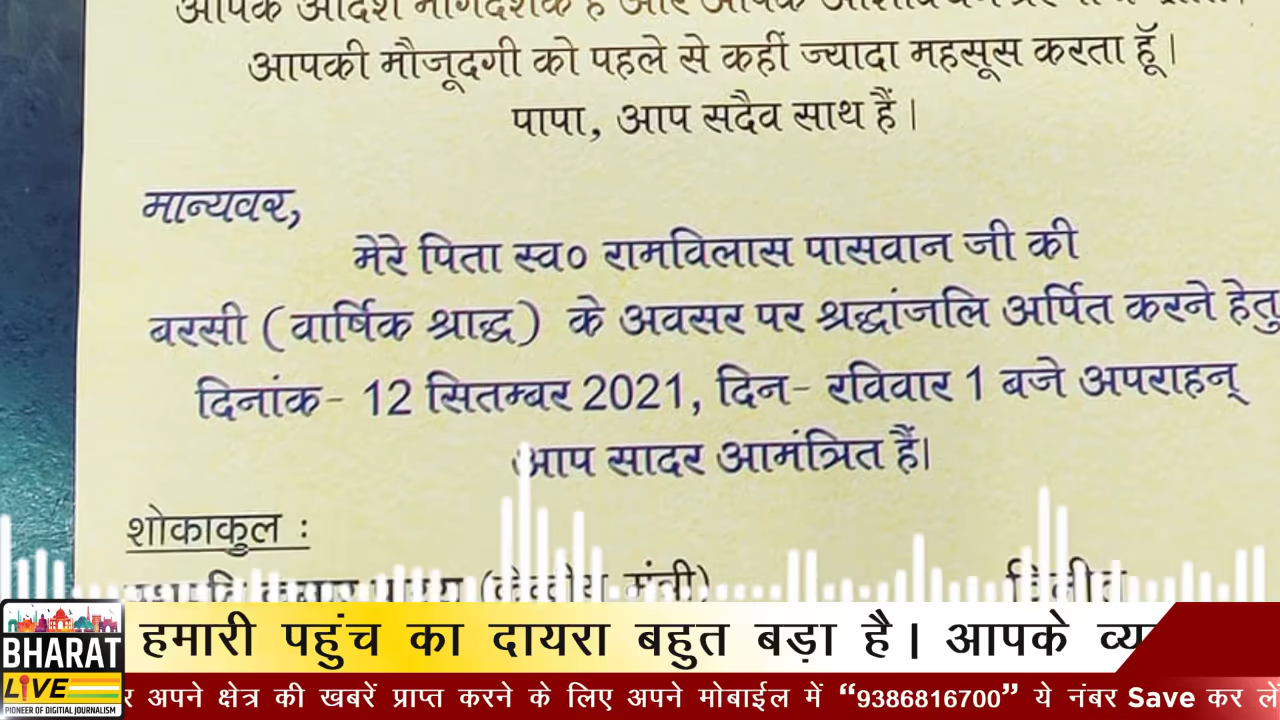 आपकी मौजूदगी को पहले से कहीं ज्यादा महसूस करता हूॅं।
पापा, आप सदैव साथ हैं।
मान्यवर,
मेरे पिता स्व० रामविलास पासवान जी की
बरसी (वार्षिक श्राद्ध) के अवसर पर श्रद्धांजलि अर्पित करने हेतु
दिनांक- 12 सितम्बर 2021, दिन- रविवार 1 बजे अपराहन्
आप सादर आमंत्रित हैं।
शोकाकुल :
(केन्द्रीय मंत्री)
हमारी पहुंच का दायरा बहुत बड़ा है। आपके
BHARAT
LIVE
PIONEER OF DIGITAL JOURNALISM
अपने क्षेत्र की खबरें प्राप्त करने के लिए अपने मोबाईल में “9386816700” ये नंबर Save कर लें